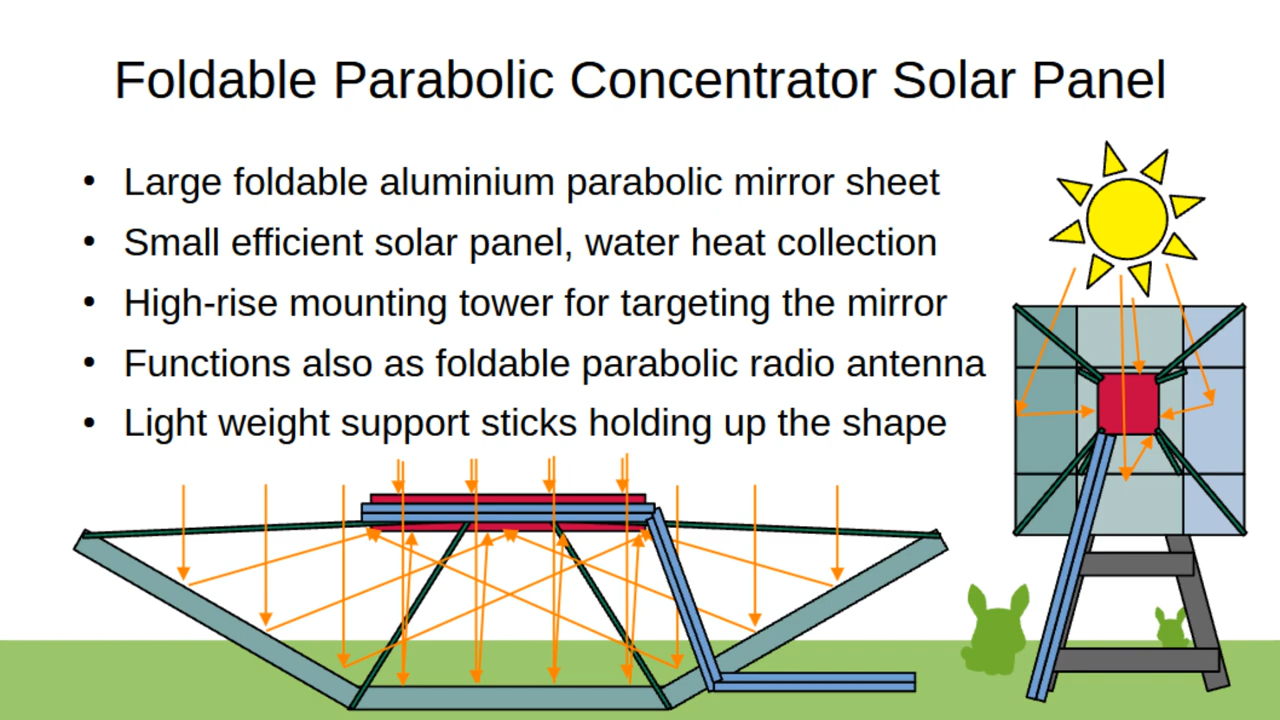 Foldable Parabolic Concentrator Solar Panel
• Large foldable aluminium parabolic mirror sheet
• Small efficient solar panel, water heat collection
• High-rise mounting tower for targeting the mirror
• Functions also as foldable parabolic radio antenna
• Light weight support sticks holding up the shape